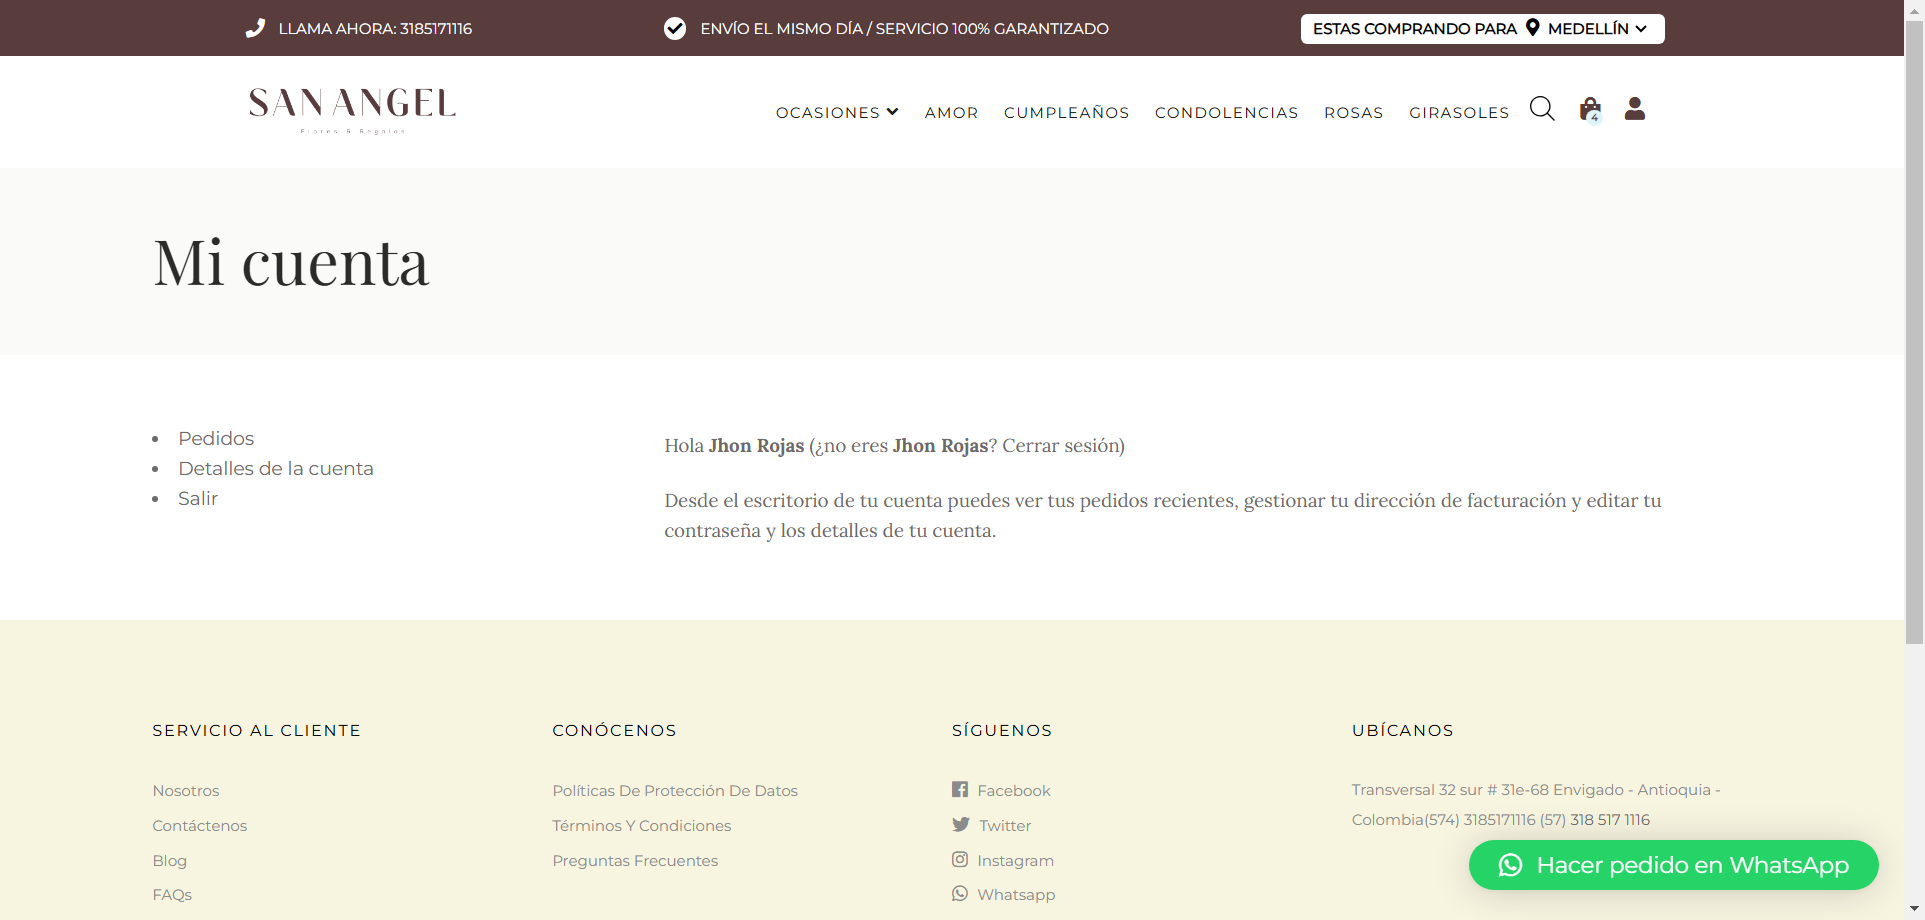 LLAMA AHORA: 3185171116
ENVÍO EL MISMO DÍA / SERVICIO 100% GARANTIZADO
ESTAS COMPRANDO PARA MEDELLÍN
SAN ANGEL
Flores & Regalos
OCASIONES
AMOR
CUMPLEAÑOS
CONDOLENCIAS
ROSAS
GIRASOLES
4
Mi cuenta
• Pedidos
• Detalles de la cuenta
• Salir
Hola Jhon Rojas (¿no eres Jhon Rojas? Cerrar sesión)
Desde el escritorio de tu cuenta puedes ver tus pedidos recientes, gestionar tu dirección de facturación y editar tu
contraseña y los detalles de tu cuenta.
SERVICIO AL CLIENTE
Nosotros
Contáctenos
Blog
FAQs
CONÓCENOS
Políticas De Protección De Datos
Términos Y Condiciones
Preguntas Frecuentes
SÍGUENOS
Facebook
Twitter
Instagram
Whatsapp
UBÍCANOS
Transversal 32 sur # 31e-68 Envigado - Antioquia -
Colombia(574) 3185171116 (57) 318 517 1116
Hacer pedido en WhatsApp